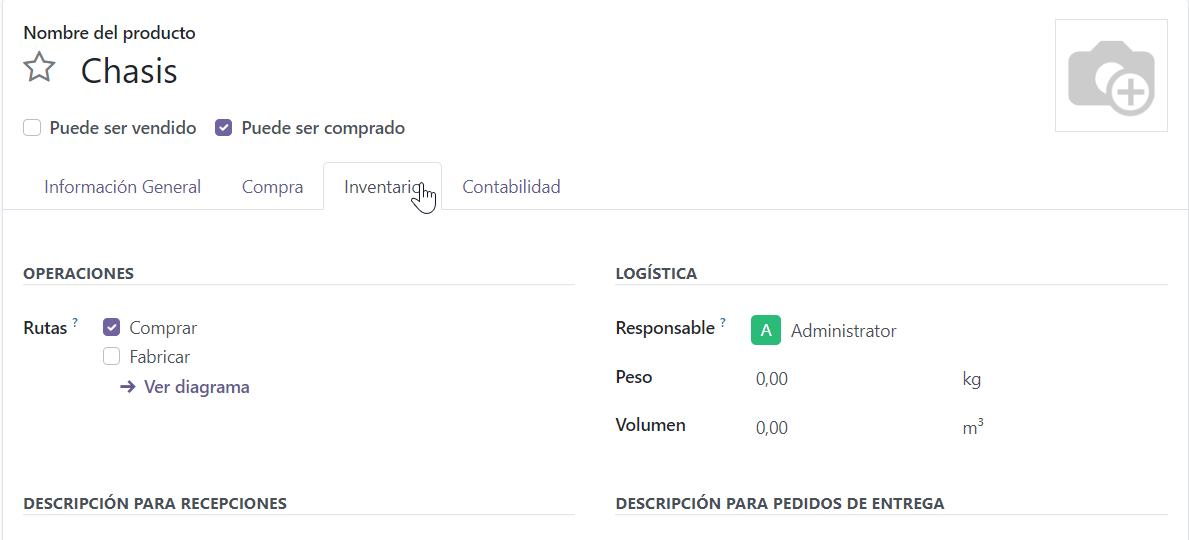 Nombre del producto
Chasis
Puede ser vendido Puede ser comprado
Información General Compra Inventario Contabilidad
OPERACIONES
Rutas ? Comprar
Fabricar
→ Ver diagrama
LOGÍSTICA
Responsable ? A Administrator
Peso 0,00 kg
Volumen 0,00 m³
DESCRIPCIÓN PARA RECEPCIONES
DESCRIPCIÓN PARA PEDIDOS DE ENTREGA